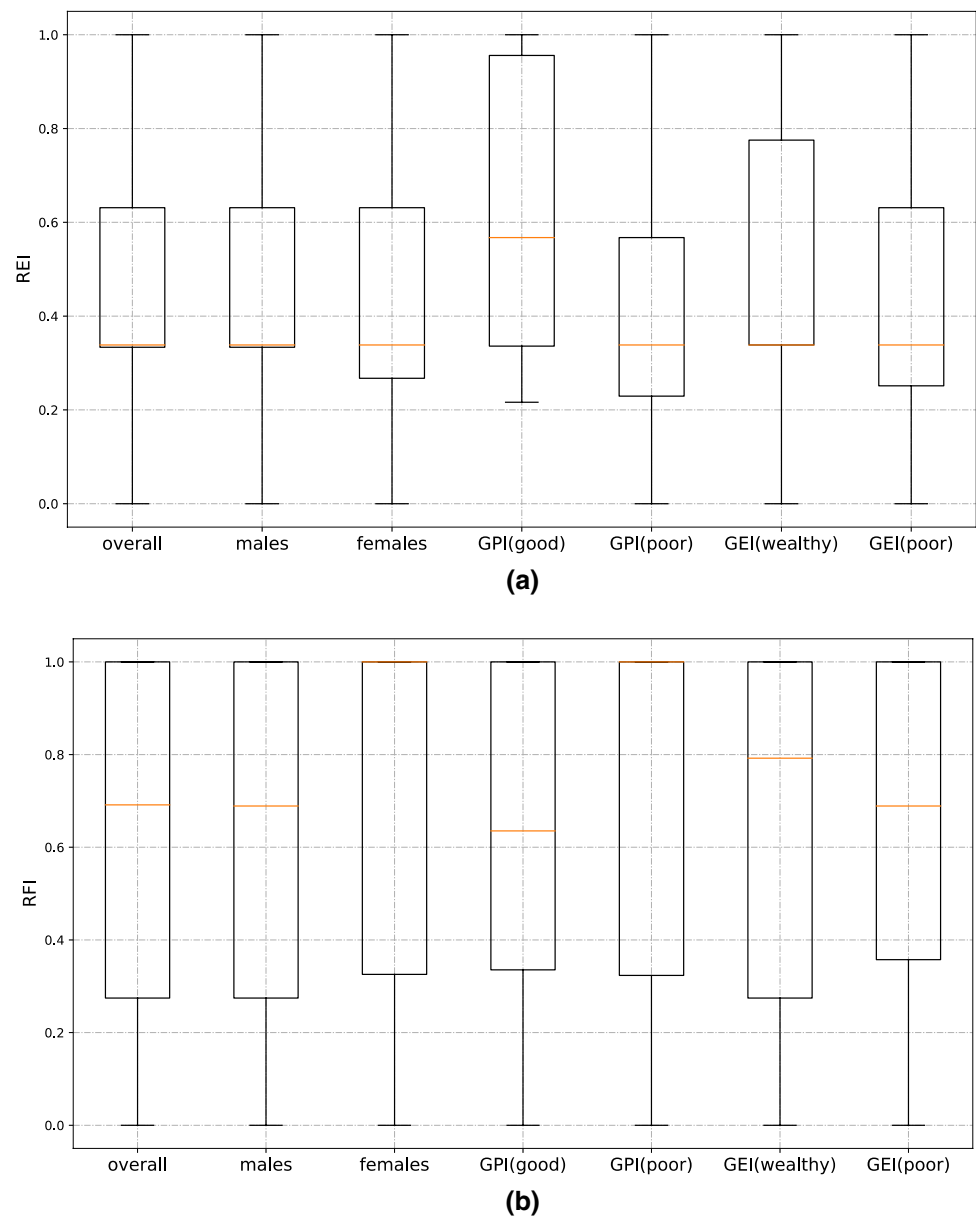 1.0
0.8
0.6
0.4
0.2
0.0
REI
overall males females GPI(good) GPI(poor) GEI(wealthy) GEI(poor)
(a)
1.0
0.8
0.6
0.4
0.2
0.0
RFI
overall males females GPI(good) GPI(poor) GEI(wealthy) GEI(poor)
(b)